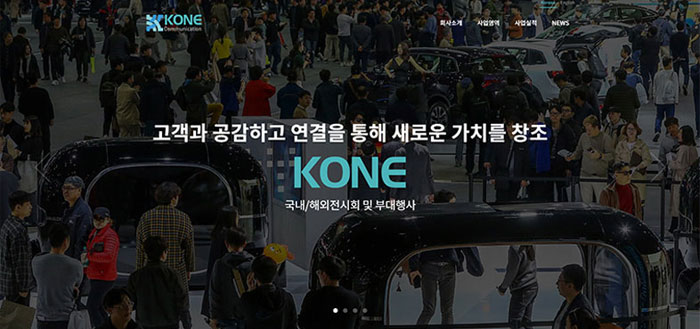 KONE
Communication
회사소개 사업영역 사업실적 NEWS
고객과 공감하고 연결을 통해 새로운 가치를 창조
KONE
국내/해외전시회 및 부대행사